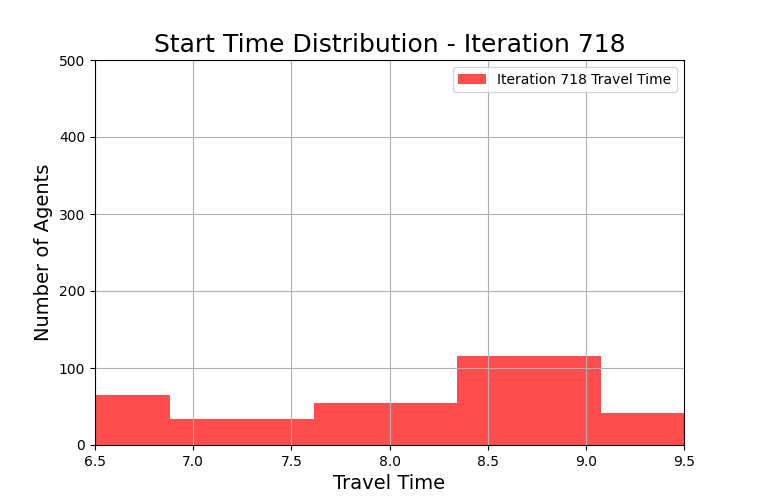 Start Time Distribution - Iteration 718
500
400
300
200
100
0
Number of Agents
Iteration 718 Travel Time
6.5 7.0 7.5 8.0 8.5 9.0 9.5
Travel Time